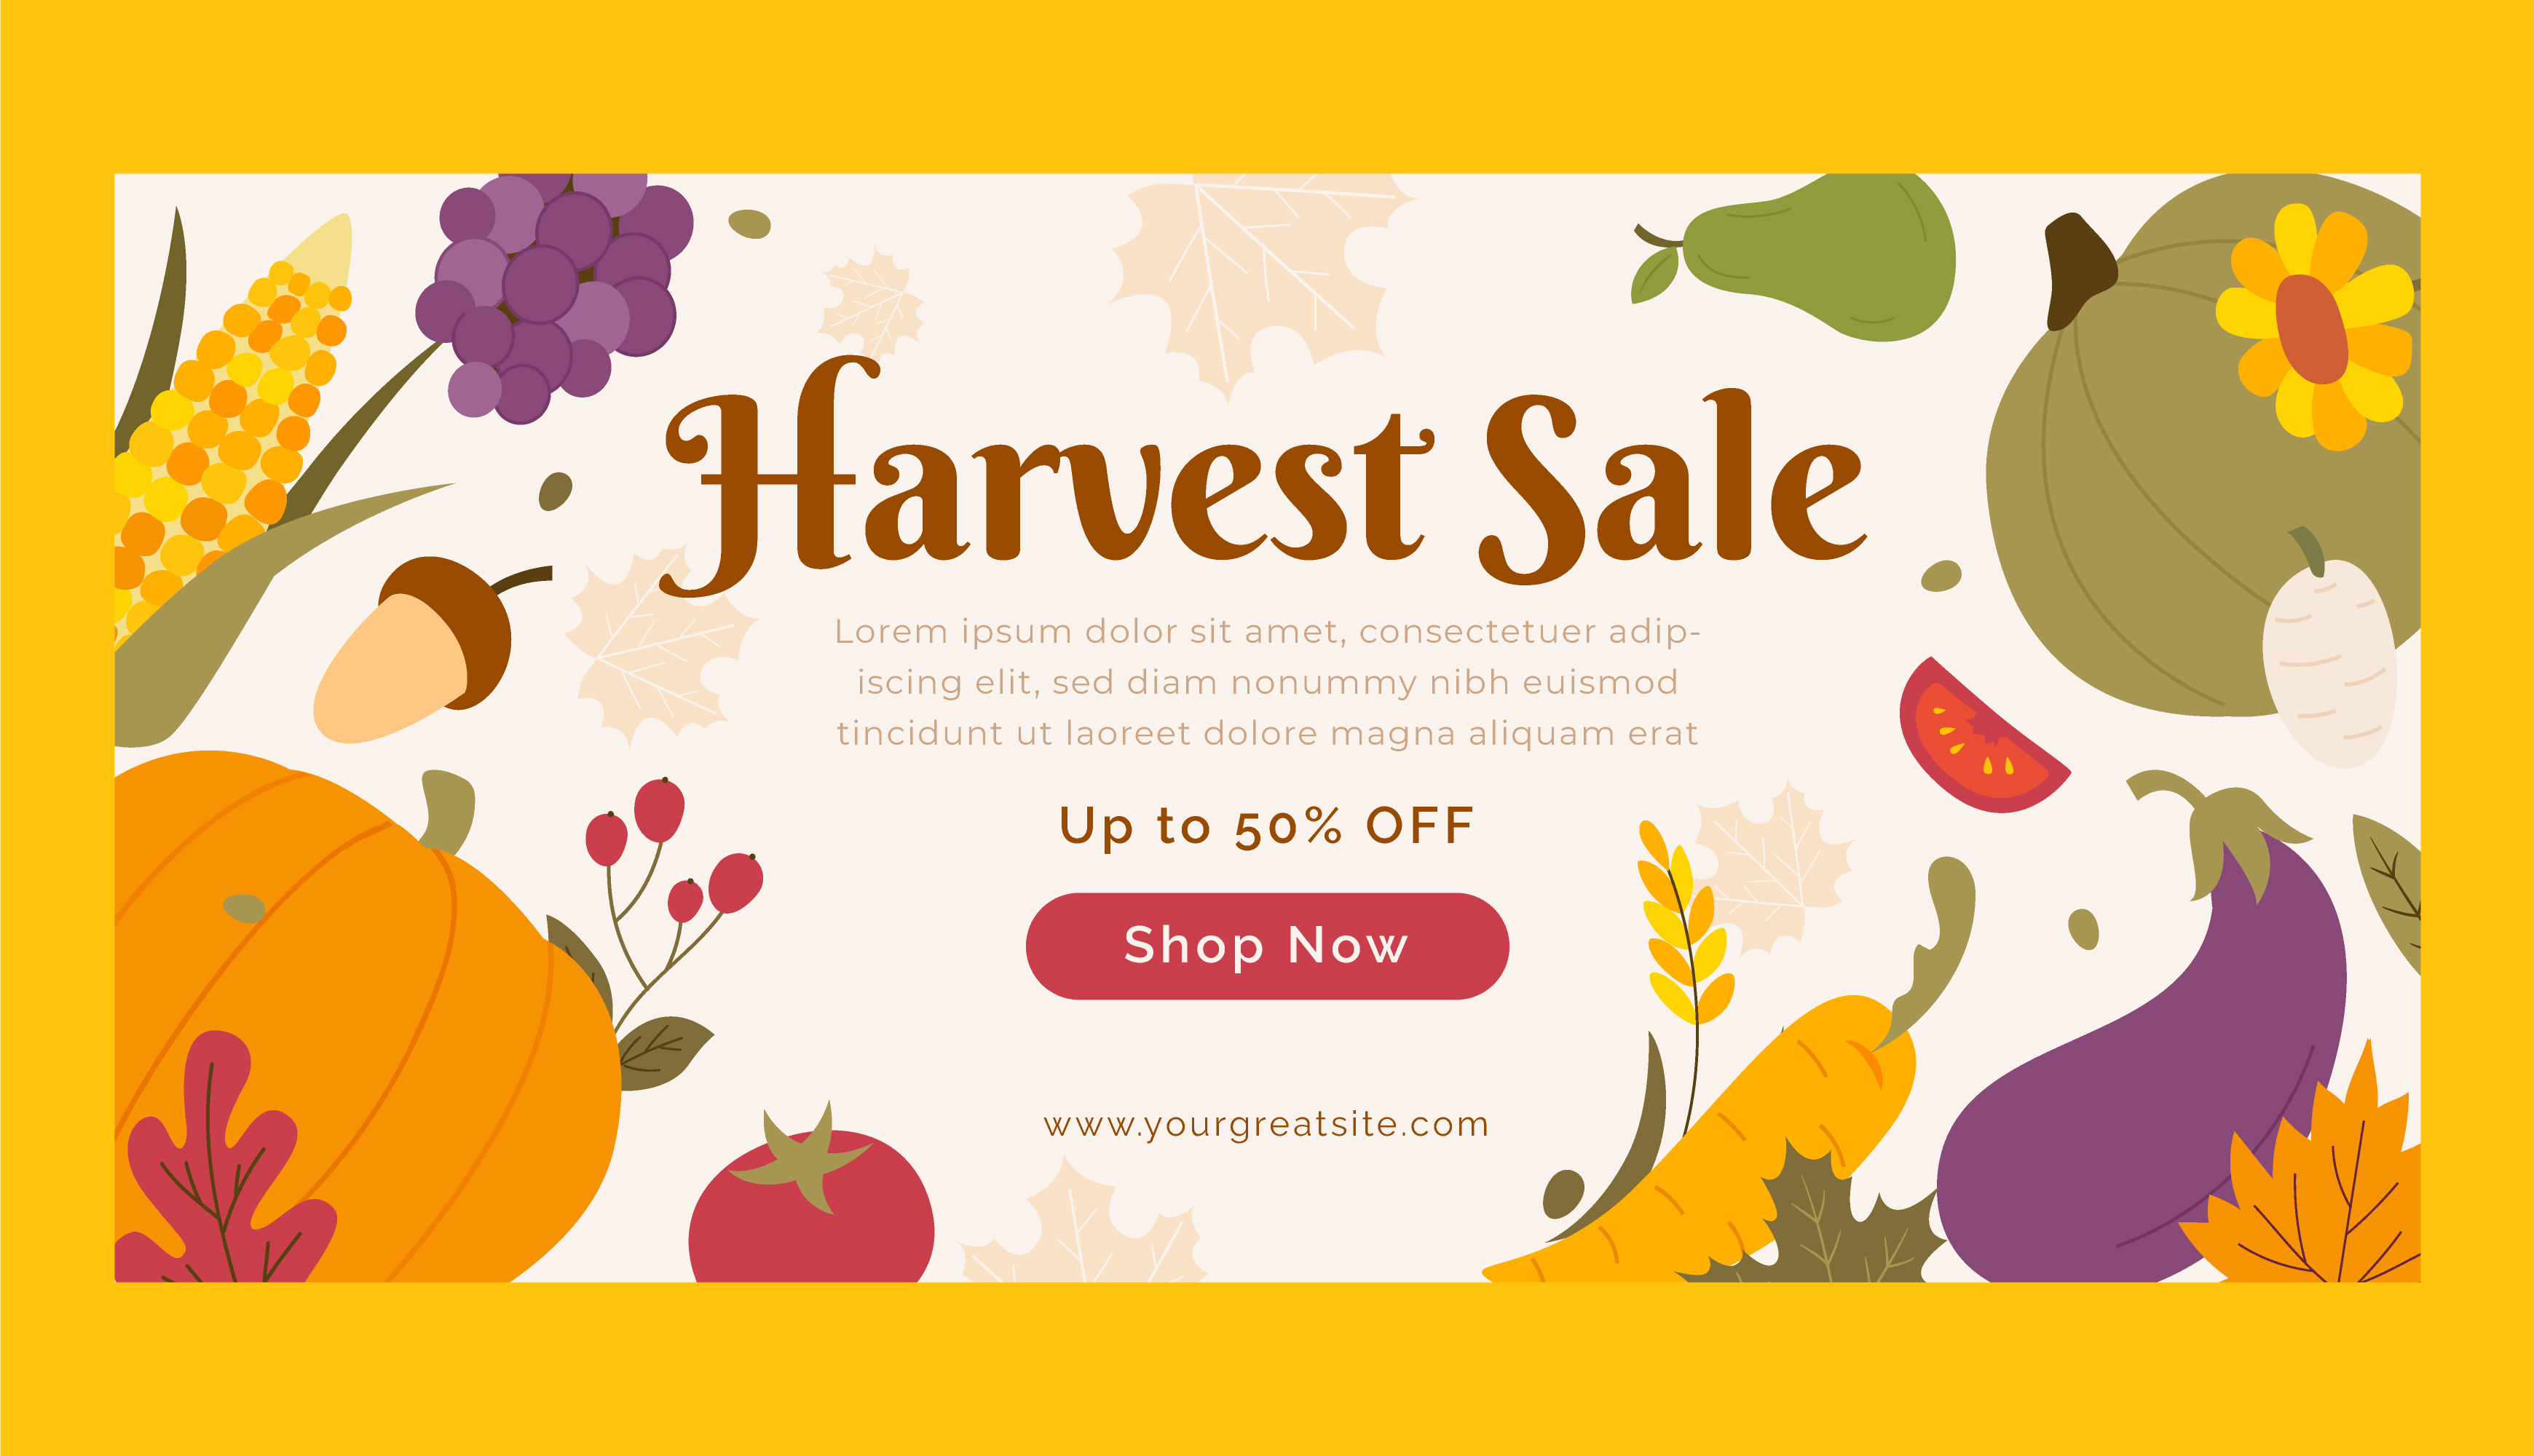 Harvest Sale
Lorem ipsum dolor sit amet, consectetuer adip-
iscing elit, sed diam nonummy nibh euismod
tincidunt ut laoreet dolore magna aliquam erat
Up to 50% OFF
Shop Now
www.yourgreatsite.com